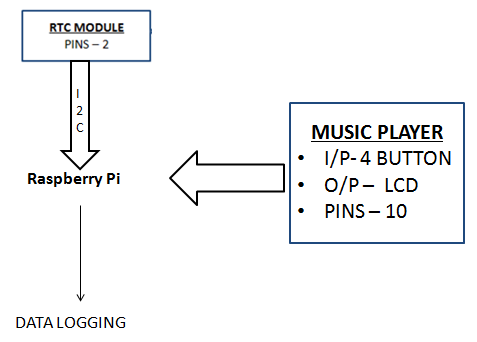 RTC MODULE
PINS – 2
I
2
C
Raspberry Pi
MUSIC PLAYER
• I/P- 4 BUTTON
• O/P – LCD
• PINS – 10
DATA LOGGING